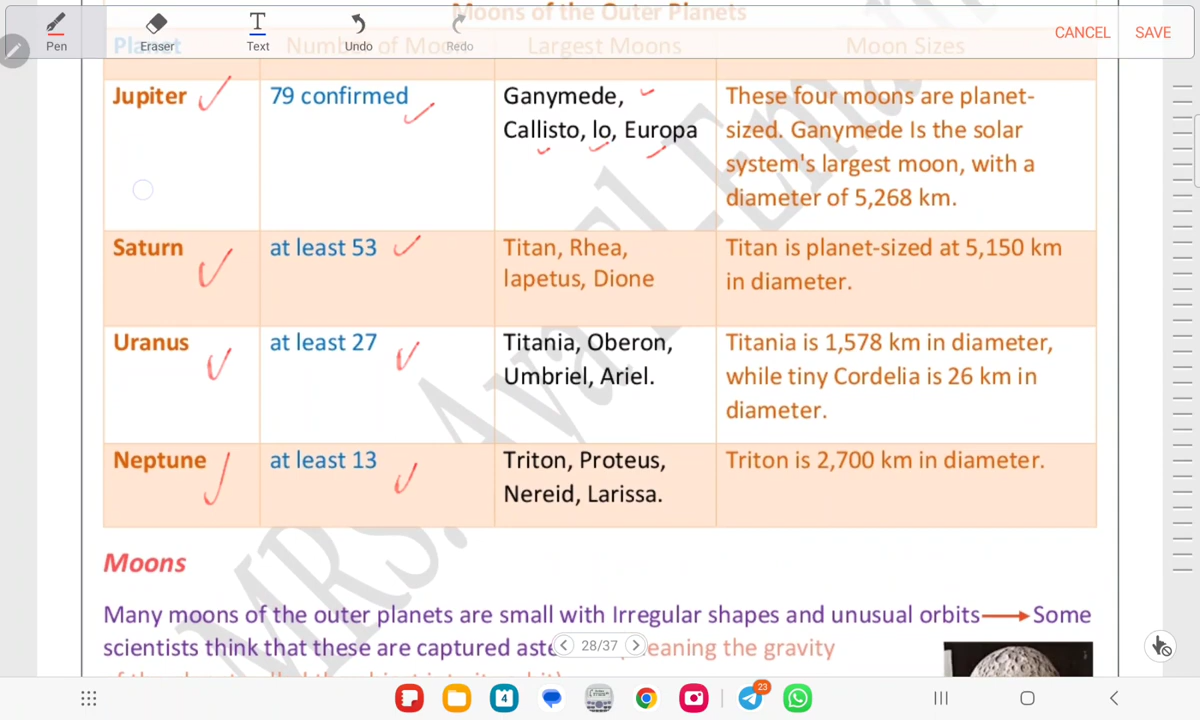 Moons of the Outer Planets
Pen
Eraser
Text
Undo
Redo
CANCEL
SAVE
Planet
Number of Moons
Largest Moons
Moon Sizes
Jupiter
79 confirmed
Ganymede,
Callisto, lo, Europa
These four moons are planet-
sized. Ganymede Is the solar
system's largest moon, with a
diameter of 5,268 km.
Saturn
at least 53
Titan, Rhea,
Iapetus, Dione
Titan is planet-sized at 5,150 km
in diameter.
Uranus
at least 27
Titania, Oberon,
Umbriel, Ariel.
Titania is 1,578 km in diameter,
while tiny Cordelia is 26 km in
diameter.
Neptune
at least 13
Triton, Proteus,
Nereid, Larissa.
Triton is 2,700 km in diameter.
Moons
Many moons of the outer planets are small with Irregular shapes and unusual orbits Some
scientists think that these are captured the gravity
28/37
23
4